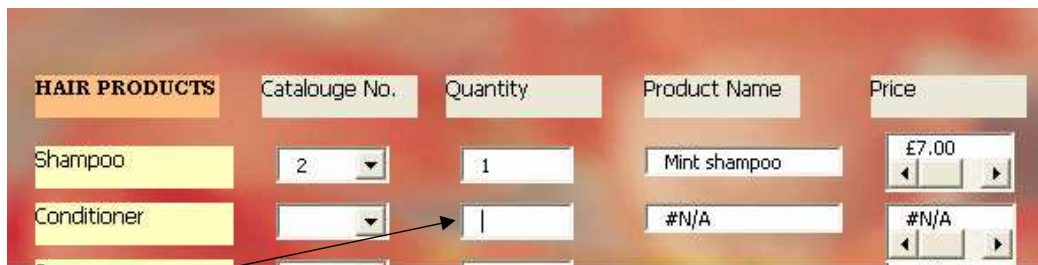 HAIR PRODUCTS Catalouge No. Quantity Product Name Price
Shampoo 2 1 Mint shampoo £7.00
Conditioner #N/A #N/A